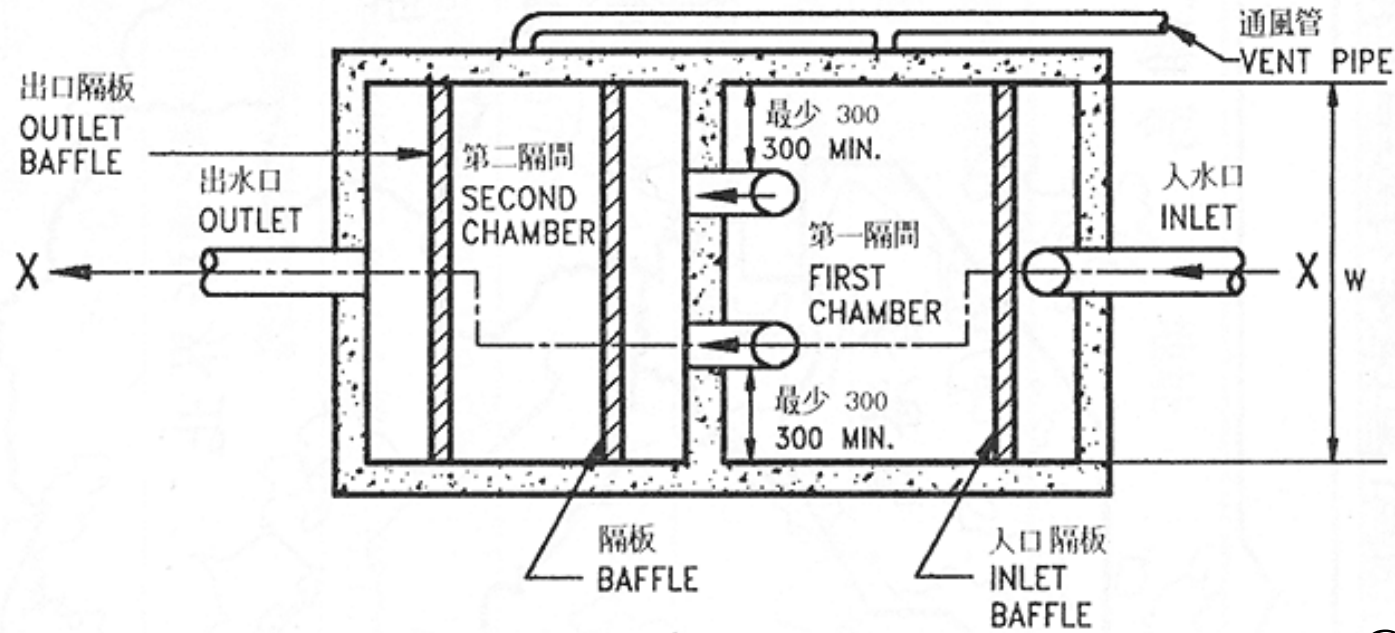 通風管
VENT PIPE
出口隔板
OUTLET
BAFFLE
最少 300
300 MIN.
第二隔間
SECOND
CHAMBER
出水口
OUTLET
入水口
INLET
第一隔間
FIRST
CHAMBER
X
X
W
最少 300
300 MIN.
隔板
BAFFLE
入口隔板
INLET
BAFFLE